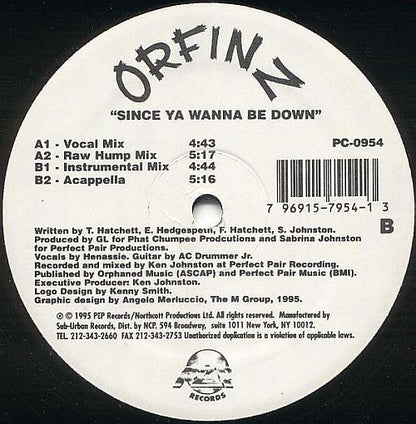 ORFINZ
"SINCE YA WANNA BE DOWN"
A1 - Vocal Mix 4:43
A2 - Raw Hump Mix 5:17
B1 - Instrumental Mix 4:44
B2 - Acappella 5:16
PC-0954
7 96915-7954-1 3
B
Written by T. Hatchett, E. Hedgespeth, F. Hatchett, S. Johnston.
Produced by GL for Phat Chumpee Prodcutions and Sabrina Johnston
for Perfect Pair Productions.
Vocals by Henassie. Guitar by AC Drummer Jr.
Recorded and mixed by Ken Johnston at Perfect Pair Recording.
Published by Orphaned Music (ASCAP) and Perfect Pair Music (BMI).
Executive Producer: Ken Johnston.
Logo Design by Kenny Smith.
Graphic design by Angelo Merluccio, The M Group, 1995.
℗ © 1995 PEP Records/Northcott Productions Ltd. All rights reserved. Manufactored by
Sub-Urban Records, Dist. by NCP. 594 Broadway, suite 1011 New York, NY 10012.
TEL. 212-343-2660 FAX 212-343-2753 Unathorized duplication is a violation of applicable laws.
RECORDS